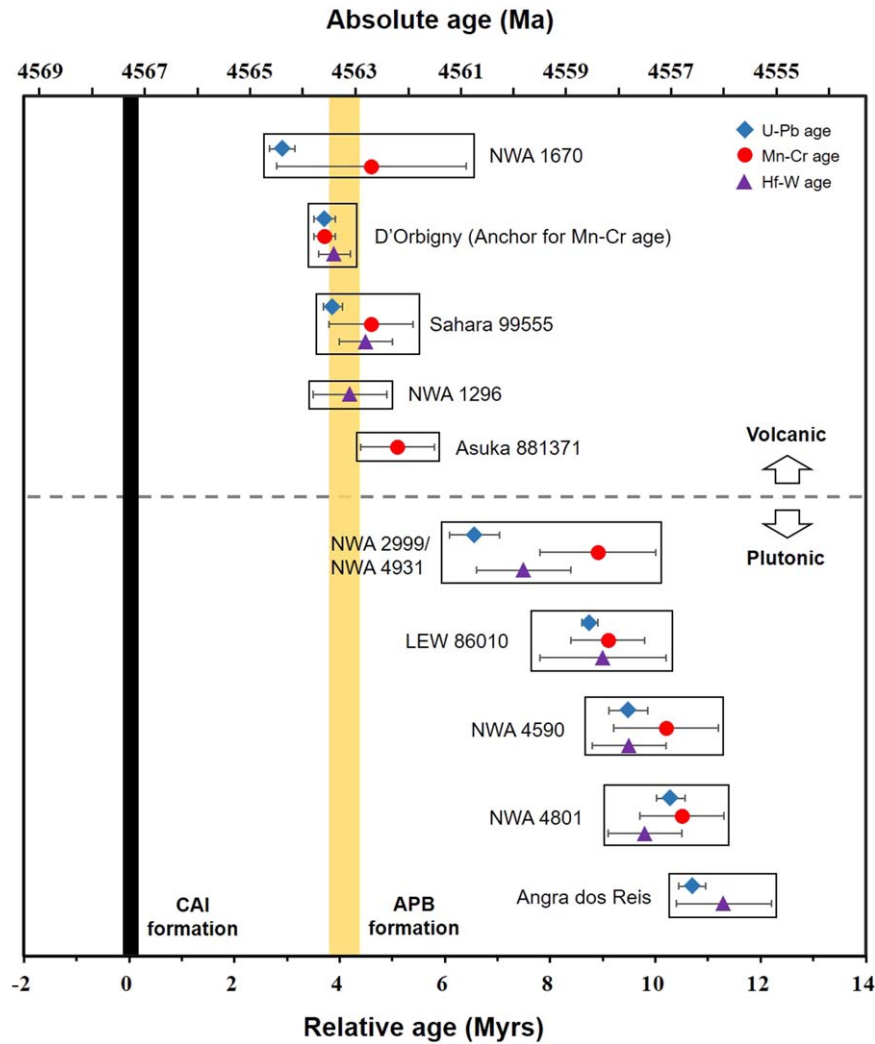 Absolute age (Ma)
4569 4567 4565 4563 4561 4559 4557 4555
U-Pb age
Mn-Cr age
Hf-W age
NWA 1670
D'Orbigny (Anchor for Mn-Cr age)
Sahara 99555
NWA 1296
Asuka 881371
Volcanic
Plutonic
NWA 2999/
NWA 4931
LEW 86010
NWA 4590
NWA 4801
Angra dos Reis
CAI
formation
APB
formation
-2 0 2 4 6 8 10 12 14
Relative age (Myrs)